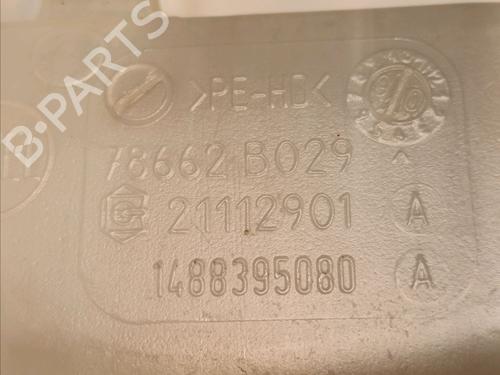 >PE-HD<
78662 B029
G 21112901 A
1488395080 A
B-PARTS